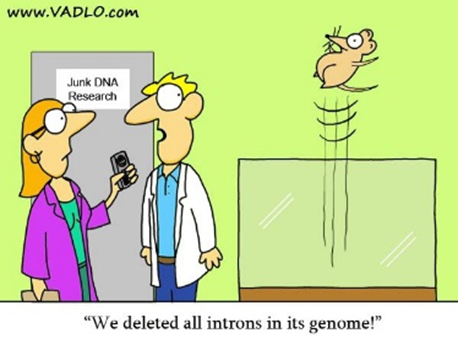 www.VADLO.com
Junk DNA
Research
“We deleted all introns in its genome!”